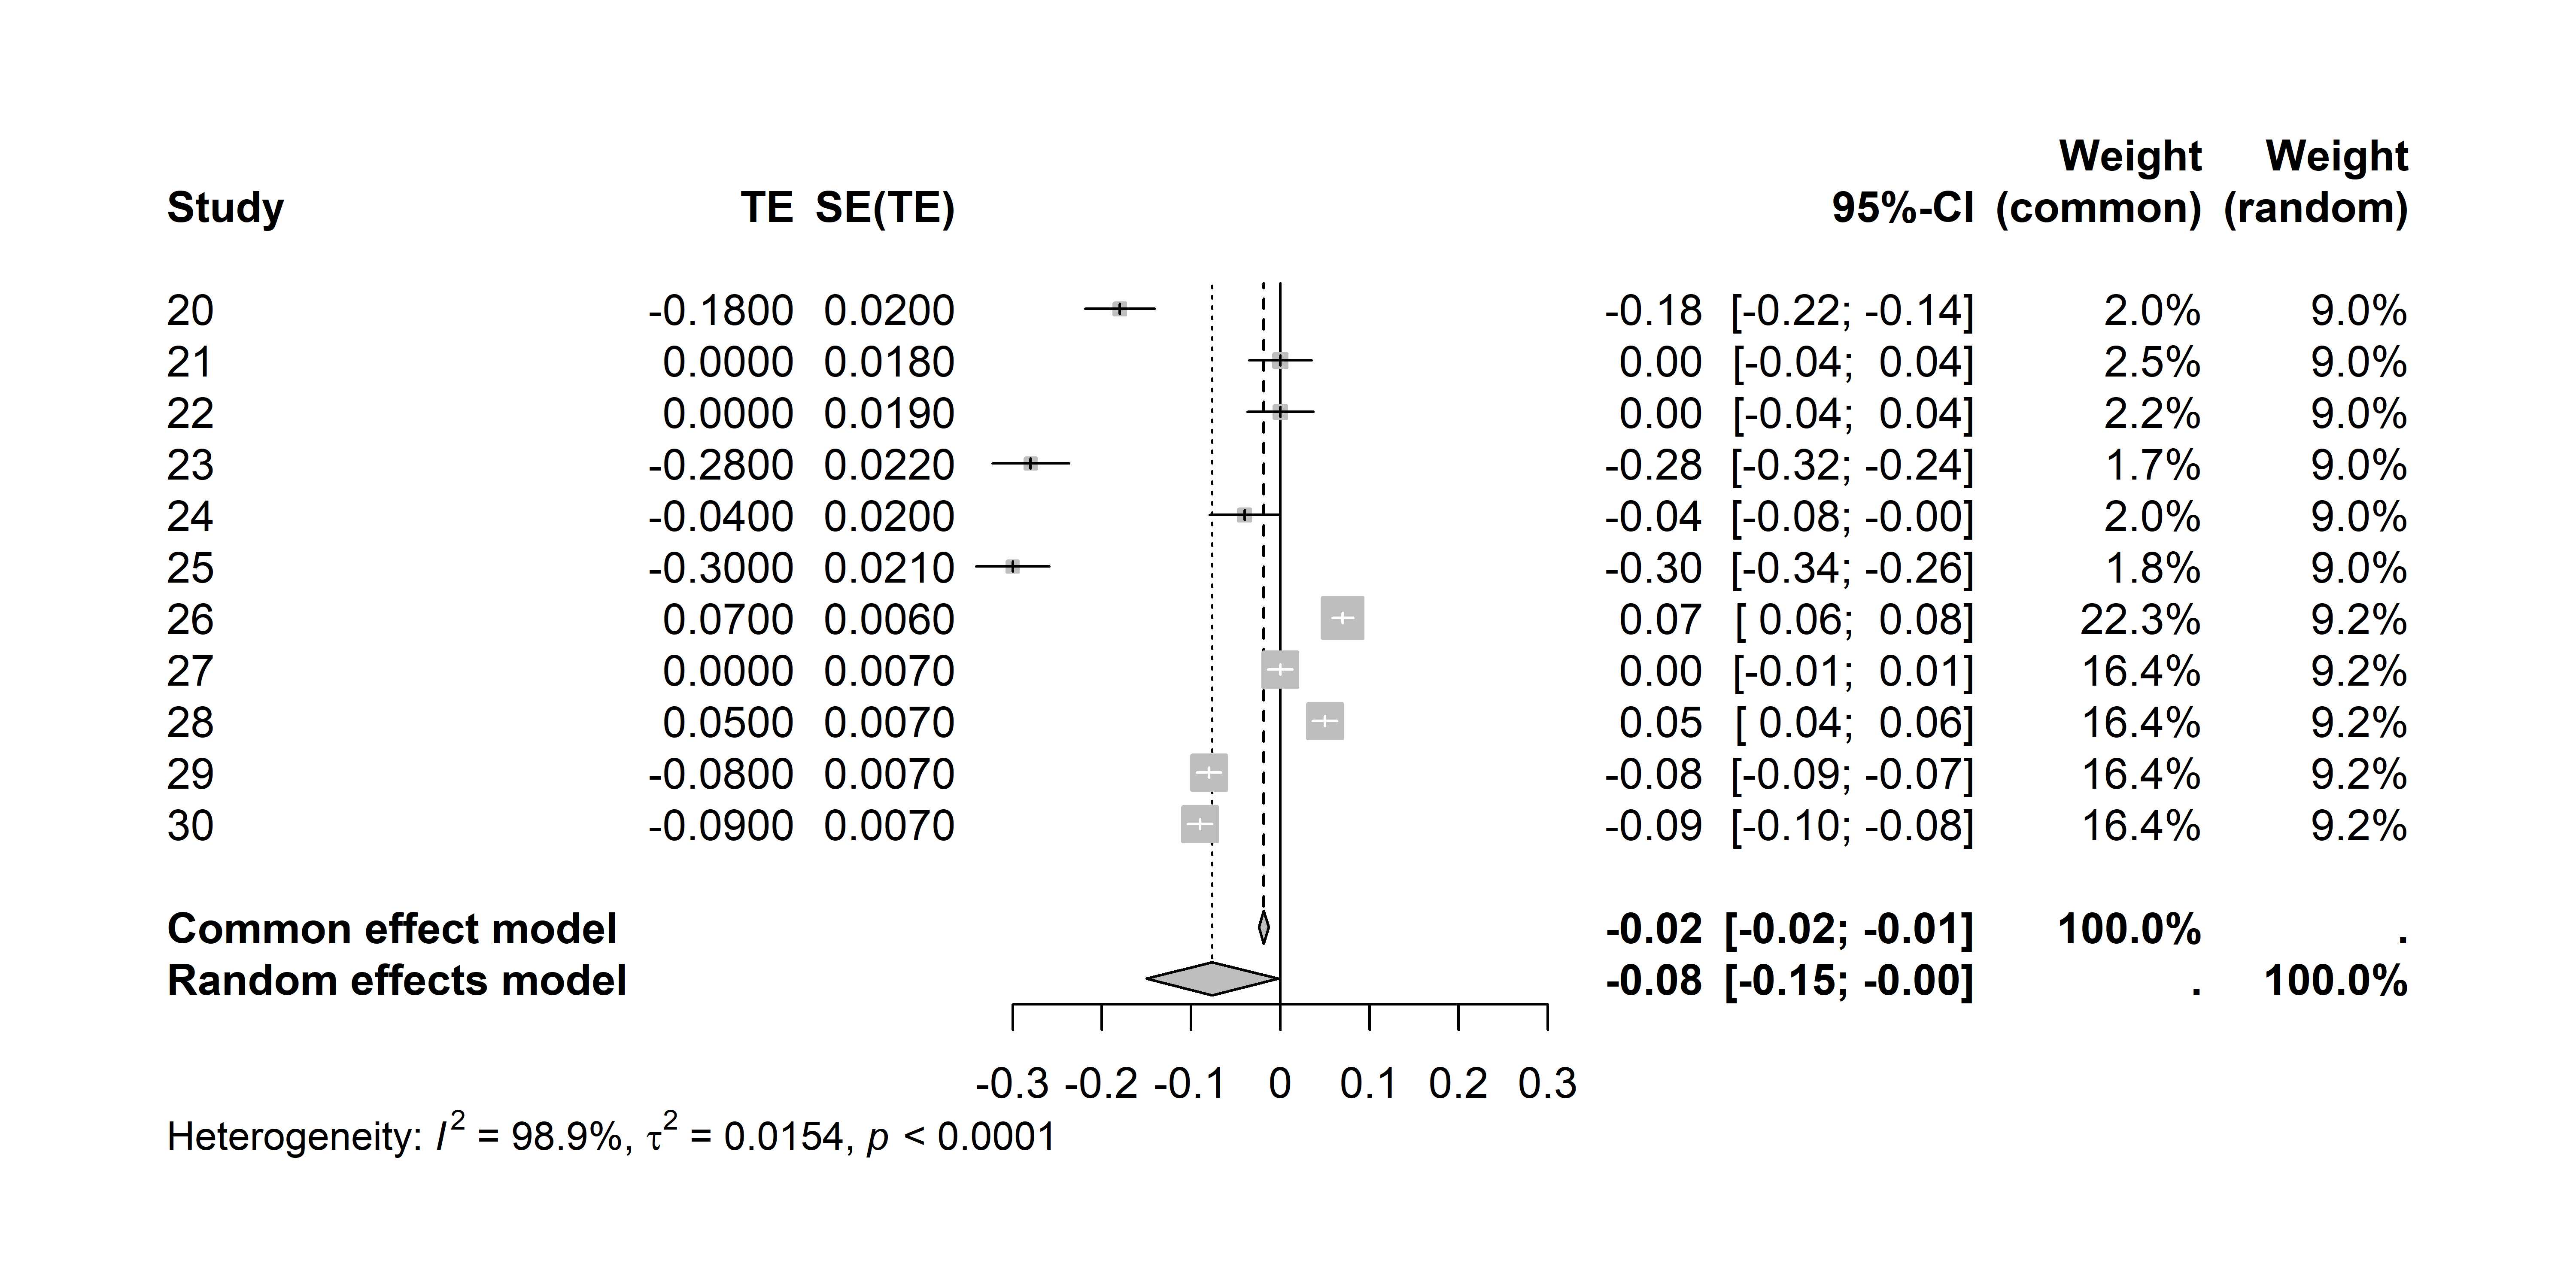 Weight Weight
Study TE SE(TE) 95%-CI (common) (random)
20 -0.1800 0.0200 -0.18 [-0.22; -0.14] 2.0% 9.0%
21 0.0000 0.0180 0.00 [-0.04; 0.04] 2.5% 9.0%
22 0.0000 0.0190 0.00 [-0.04; 0.04] 2.2% 9.0%
23 -0.2800 0.0220 -0.28 [-0.32; -0.24] 1.7% 9.0%
24 -0.0400 0.0200 -0.04 [-0.08; -0.00] 2.0% 9.0%
25 -0.3000 0.0210 -0.30 [-0.34; -0.26] 1.8% 9.0%
26 0.0700 0.0060 0.07 [ 0.06; 0.08] 22.3% 9.2%
27 0.0000 0.0070 0.00 [-0.01; 0.01] 16.4% 9.2%
28 0.0500 0.0070 0.05 [ 0.04; 0.06] 16.4% 9.2%
29 -0.0800 0.0070 -0.08 [-0.09; -0.07] 16.4% 9.2%
30 -0.0900 0.0070 -0.09 [-0.10; -0.08] 16.4% 9.2%
Common effect model -0.02 [-0.02; -0.01] 100.0% .
Random effects model -0.08 [-0.15; -0.00] . 100.0%
-0.3 -0.2 -0.1 0 0.1 0.2 0.3
Heterogeneity: I² = 98.9%, τ² = 0.0154, p < 0.0001